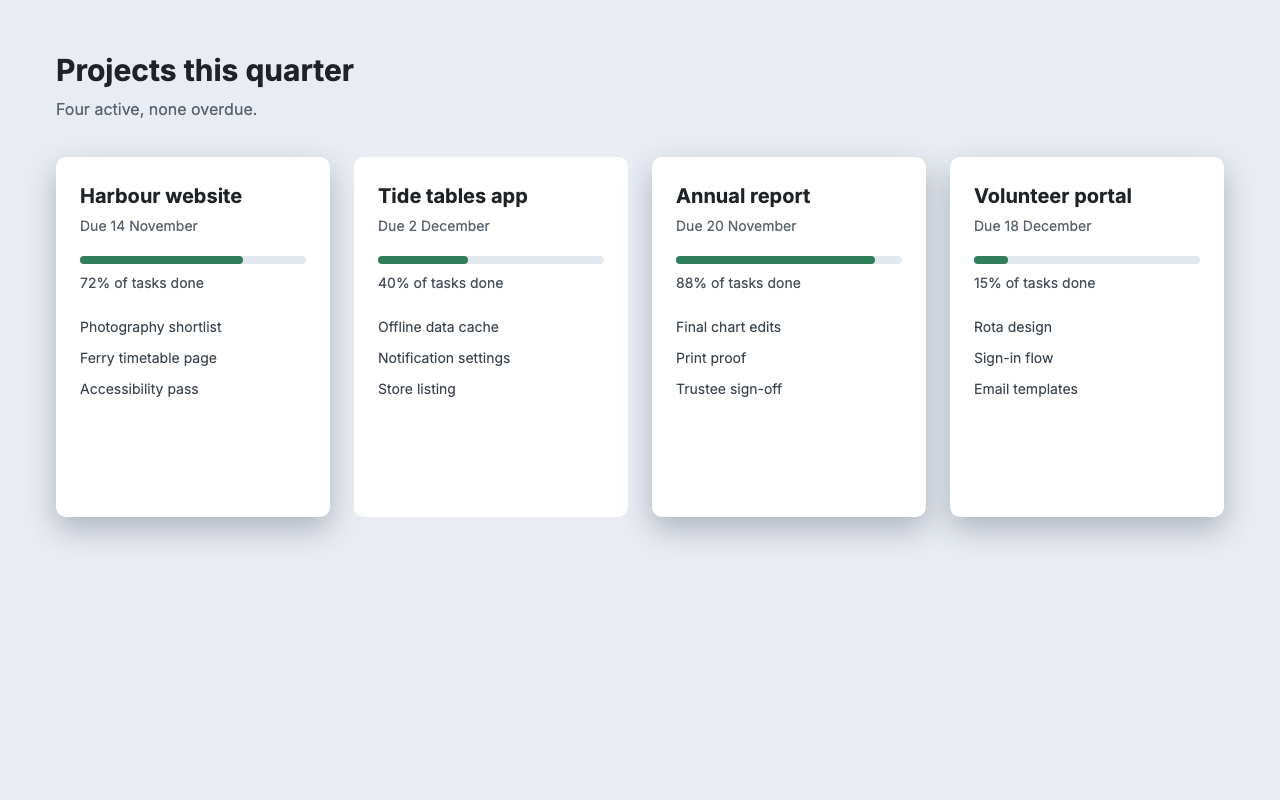 Projects this quarter
Four active, none overdue.
Harbour website
Due 14 November
72% of tasks done
Photography shortlist
Ferry timetable page
Accessibility pass
Tide tables app
Due 2 December
40% of tasks done
Offline data cache
Notification settings
Store listing
Annual report
Due 20 November
88% of tasks done
Final chart edits
Print proof
Trustee sign-off
Volunteer portal
Due 18 December
15% of tasks done
Rota design
Sign-in flow
Email templates